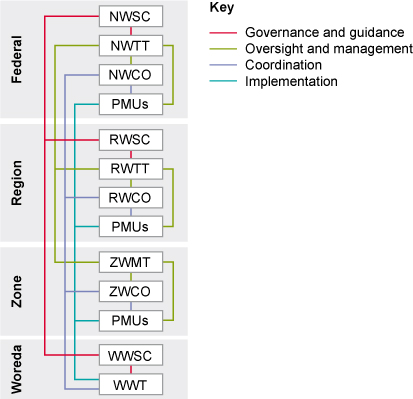 Federal
NWSC
NWTT
NWCO
PMUs
Region
RWSC
RWTT
RWCO
PMUs
Zone
ZWMT
ZWCO
PMUs
Woreda
WWSC
WWT
Key
Governance and guidance
Oversight and management
Coordination
Implementation